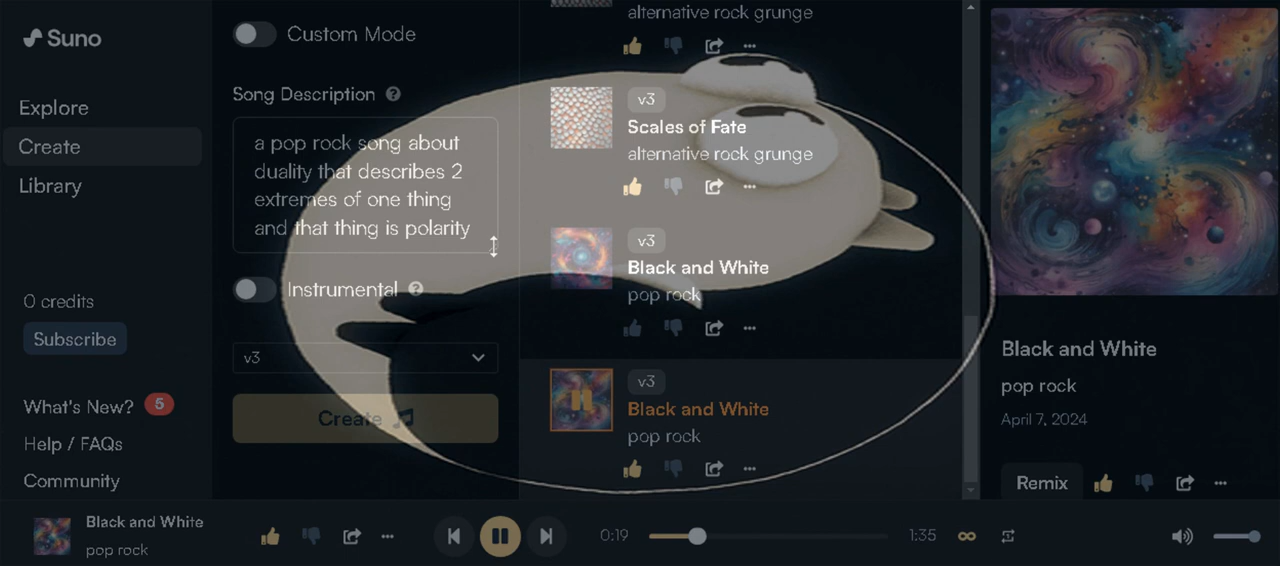 Suno
Explore
Create
Library
0 credits
Subscribe
What's New? 5
Help / FAQs
Community
Custom Mode
Song Description ?
a pop rock song about
duality that describes 2
extremes of one thing
and that thing is polarity
Instrumental ?
v3
Create
alternative rock grunge
v3
Scales of Fate
alternative rock grunge
v3
Black and White
pop rock
v3
Black and White
pop rock
Black and White
pop rock
April 7, 2024
Remix
Black and White
pop rock
0:19
1:35